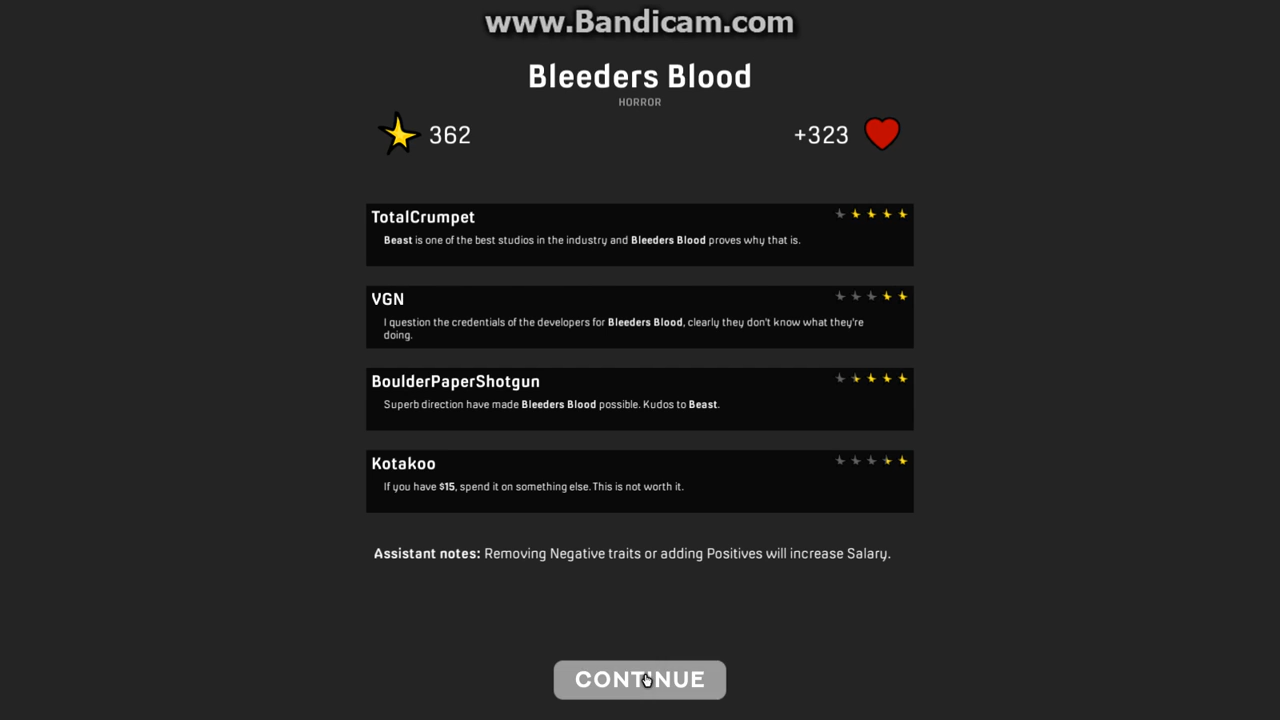 www.Bandicam.com
Bleeders Blood
HORROR
362
+323
TotalCrumpet
Beast is one of the best studios in the industry and Bleeders Blood proves why that is.
VGN
I question the credentials of the developers for Bleeders Blood, clearly they don't know what they're
doing.
BoulderPaperShotgun
Superb direction have made Bleeders Blood possible. Kudos to Beast.
Kotakoo
If you have $15, spend it on something else. This is not worth it.
Assistant notes: Removing Negative traits or adding Positives will increase Salary.
CONTINUE